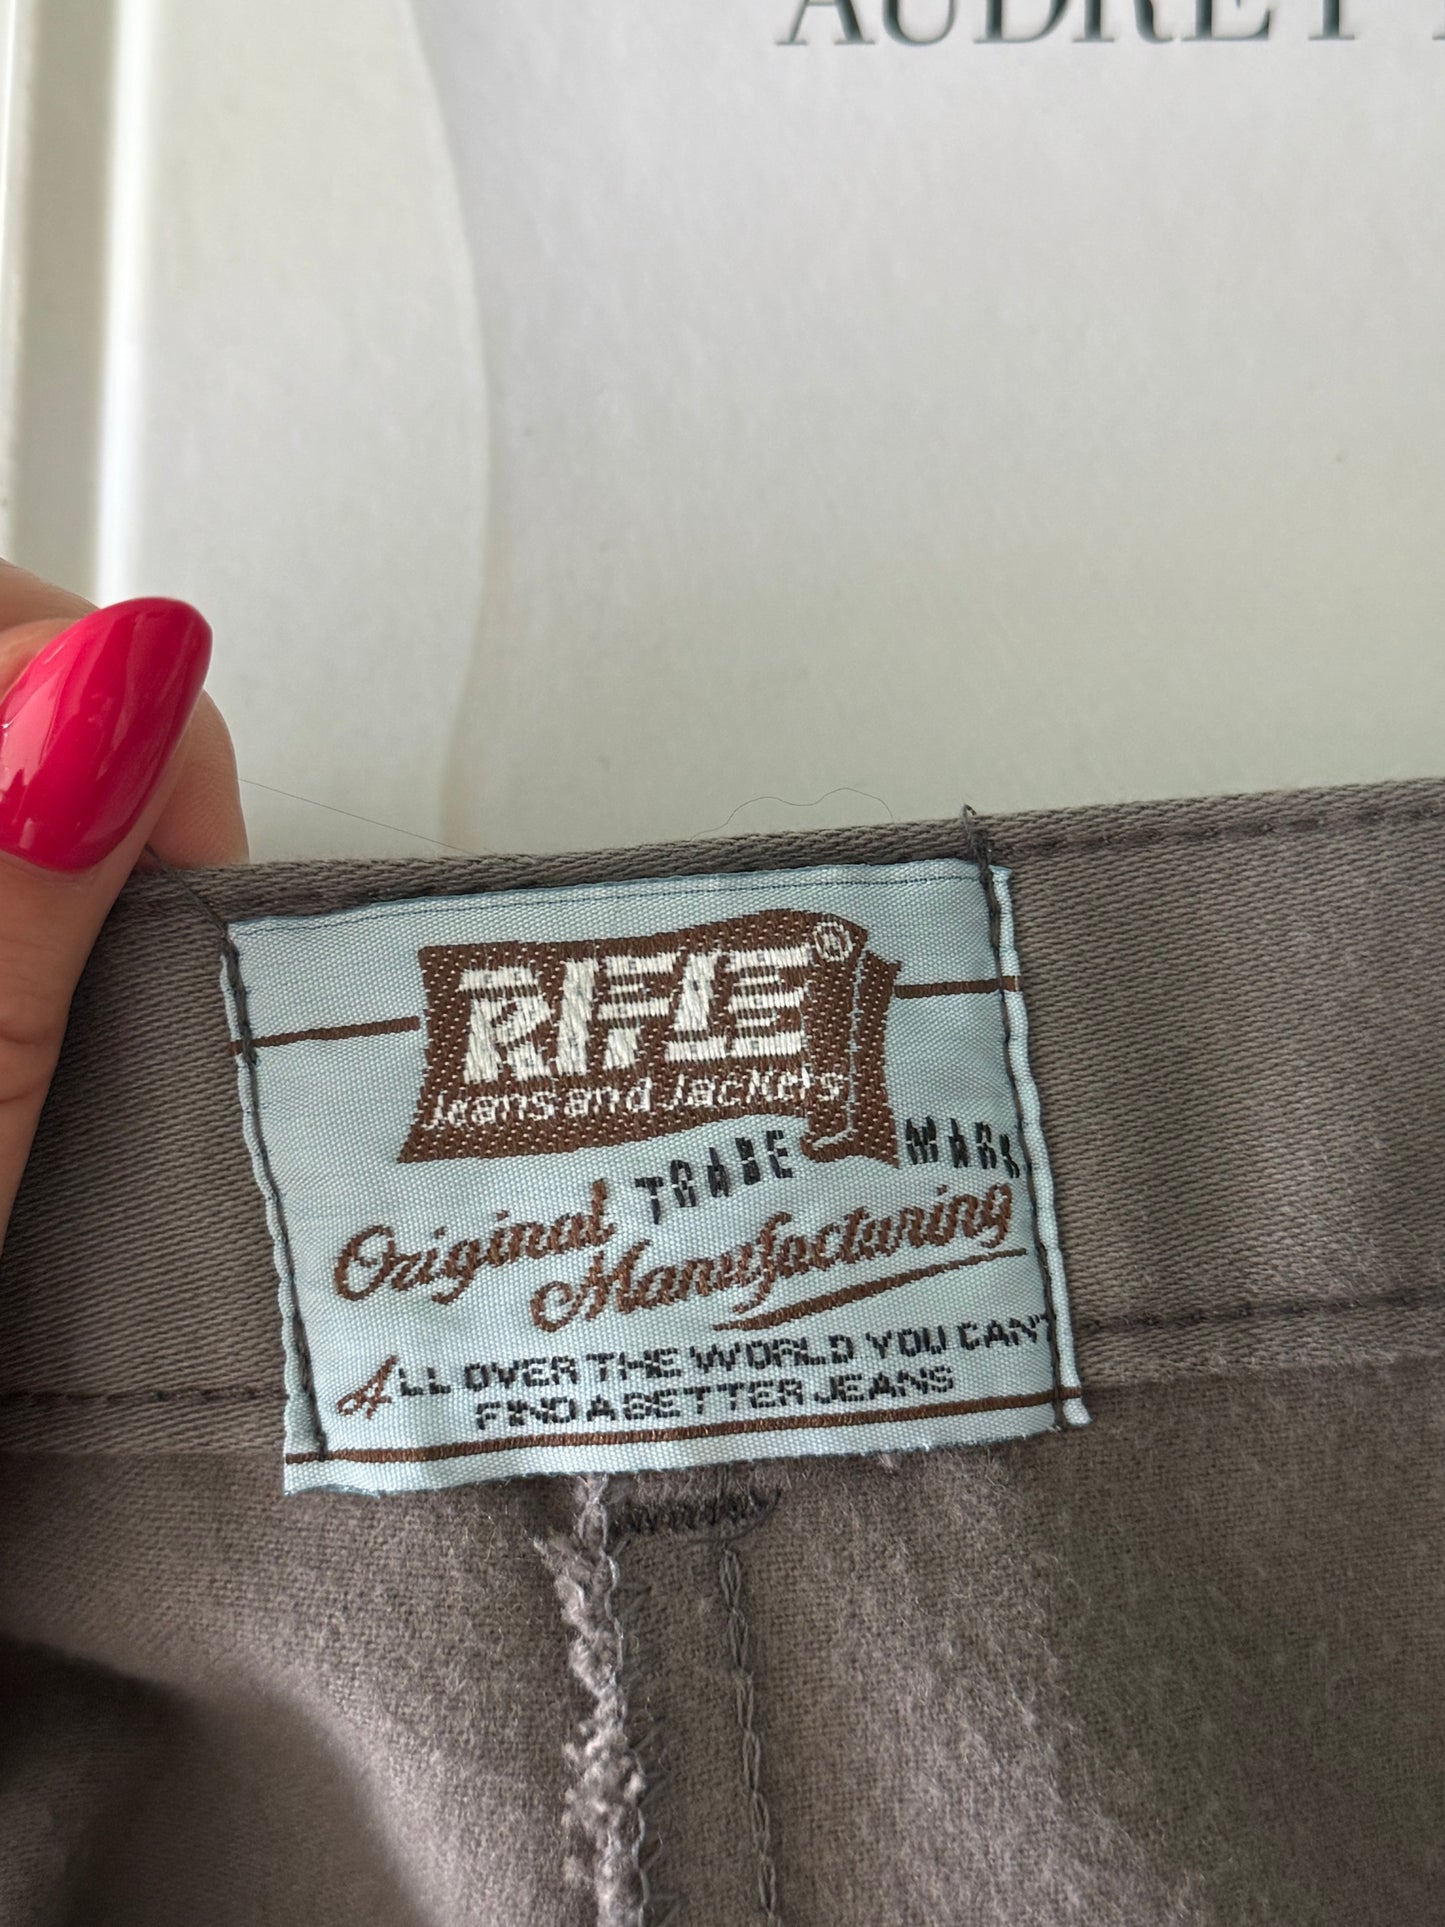 AUDREY
RIFLE®
Jeans and Jackets
TRADE MARK
Original
Manufacturing
ALL OVER THE WORLD YOU CAN'T
FIND A BETTER JEANS